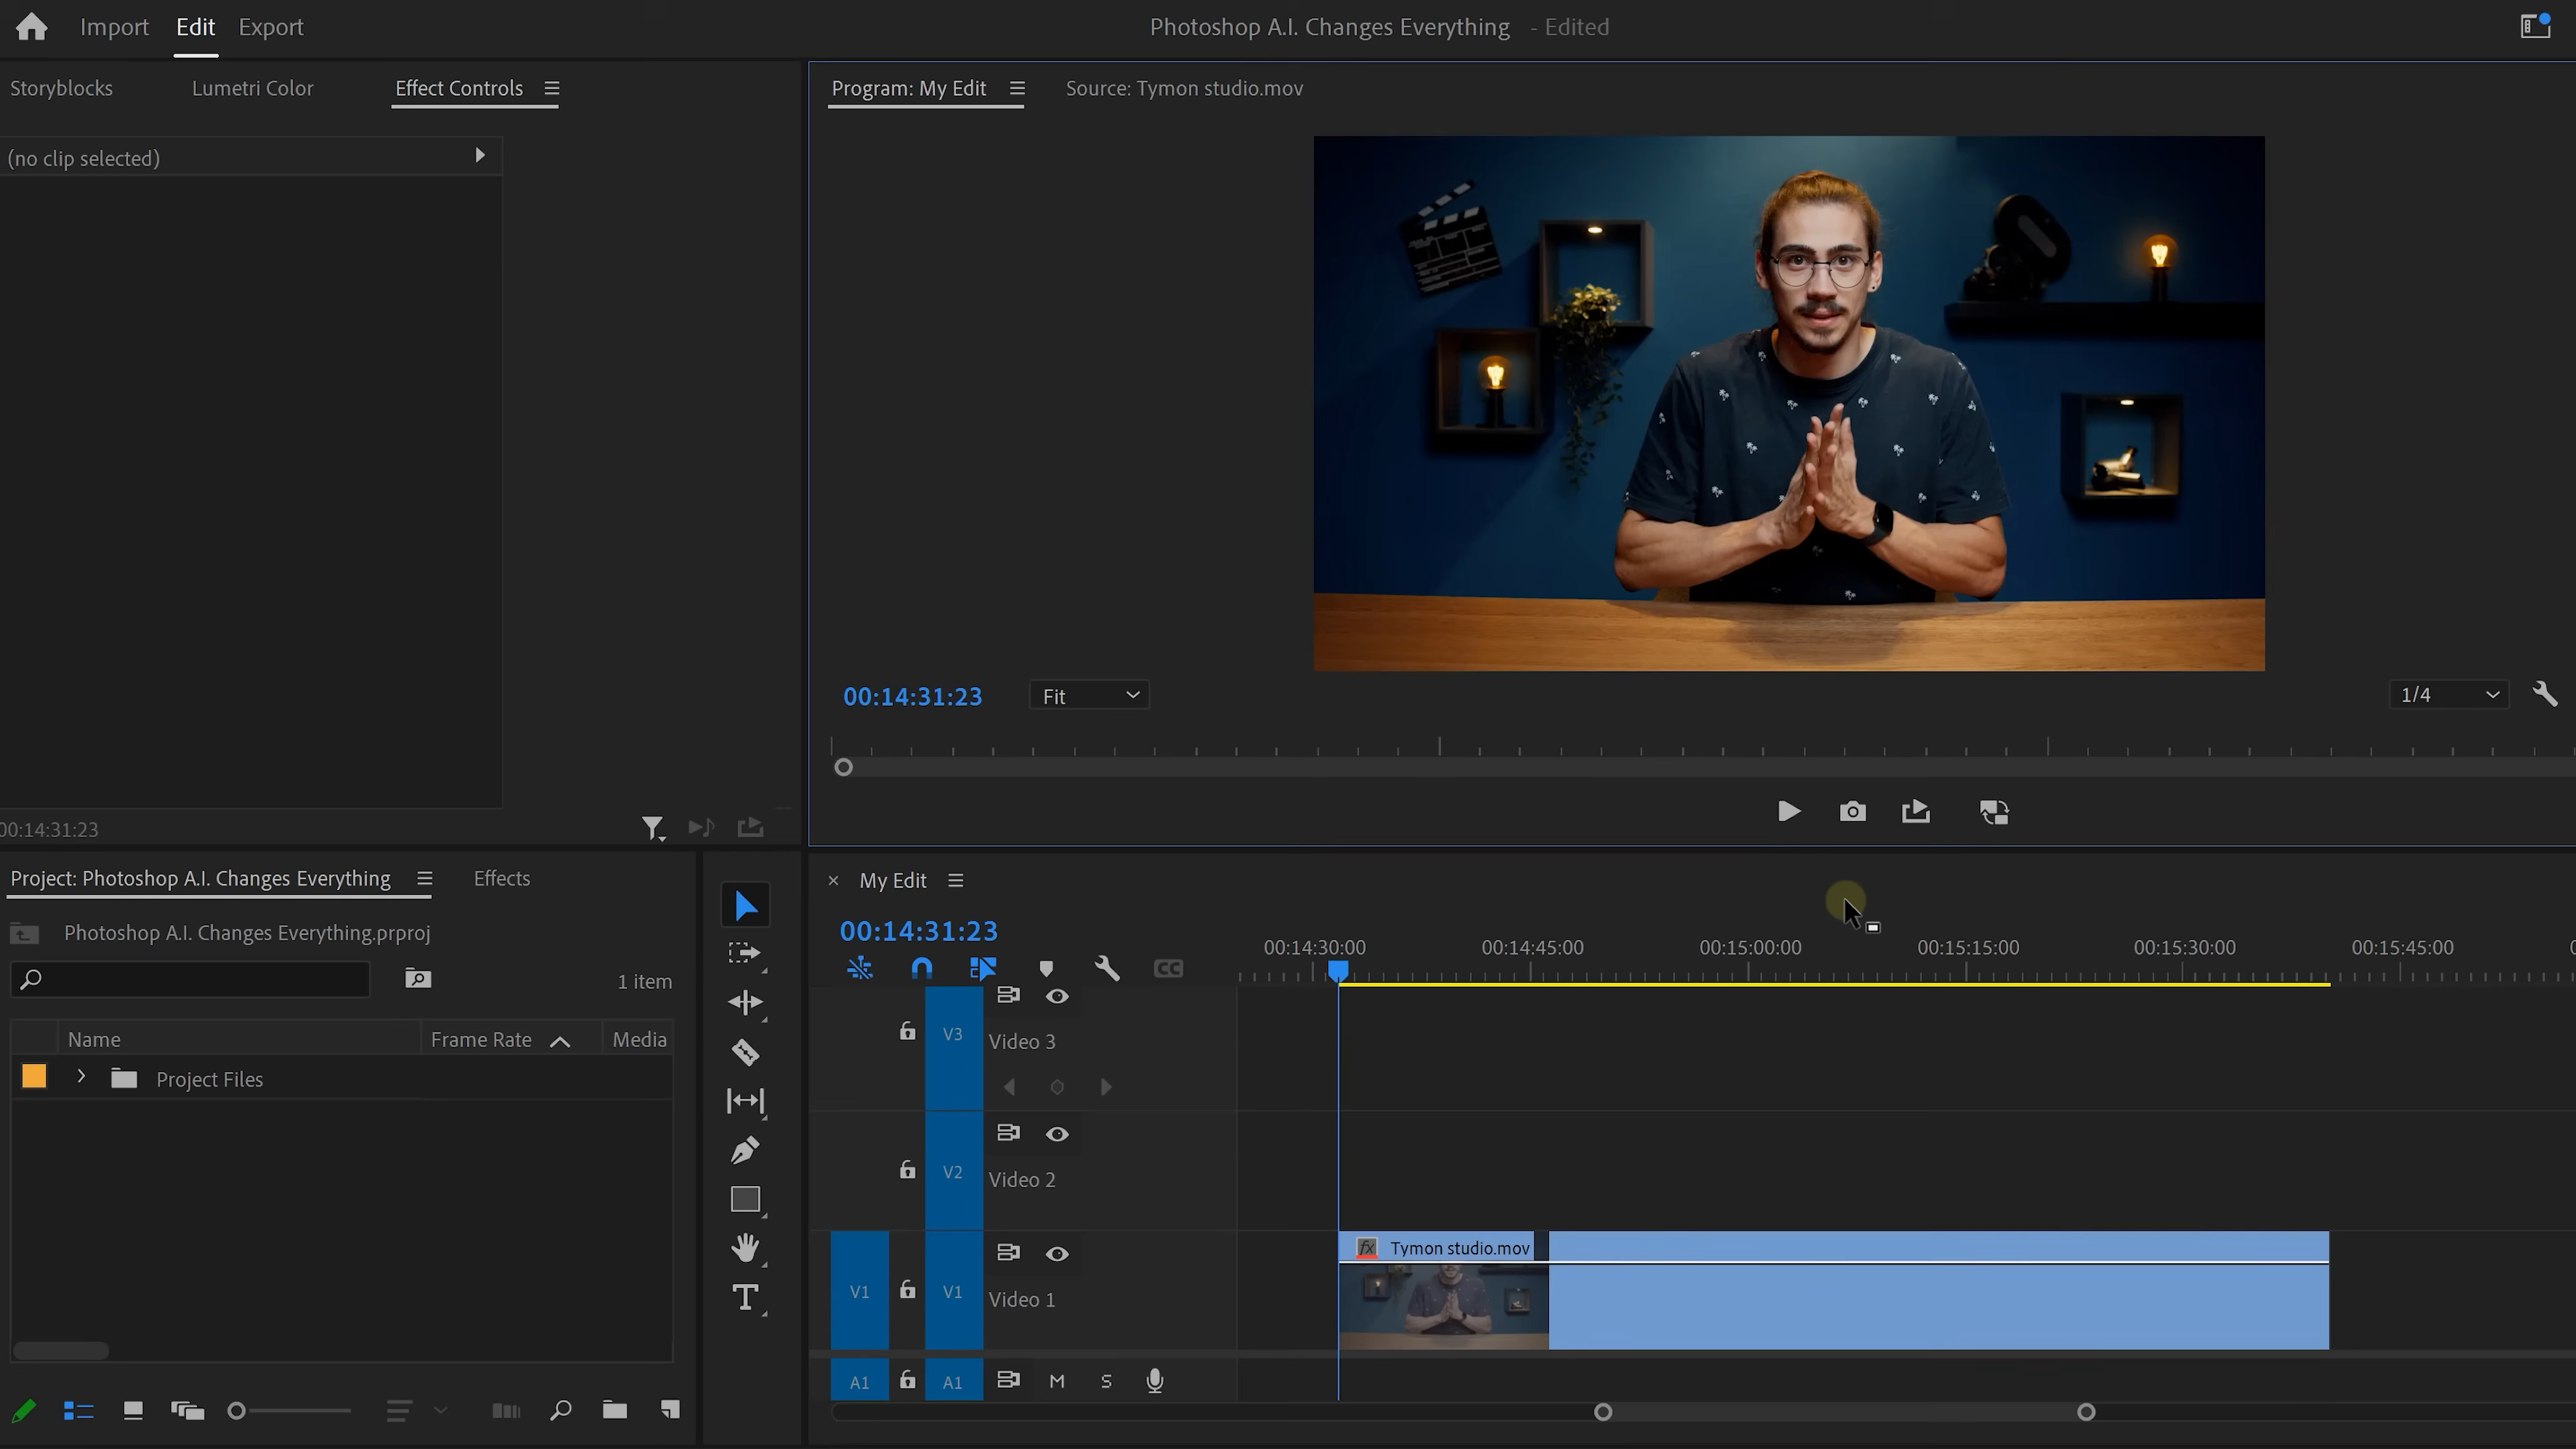 Import Edit Export
Photoshop A.I. Changes Everything - Edited
Storyblocks Lumetri Color Effect Controls
Program: My Edit Source: Tymon studio.mov
(no clip selected)
00:14:31:23 Fit 1/4
00:14:31:23
Project: Photoshop A.I. Changes Everything Effects
Photoshop A.I. Changes Everything.prproj
1 item
Name Frame Rate Media
Project Files
My Edit
00:14:31:23
00:14:30:00 00:14:45:00 00:15:00:00 00:15:15:00 00:15:30:00 00:15:45:00
CC
V3 Video 3
V2 Video 2
fx Tymon studio.mov
V1 V1 Video 1
A1 A1 M S
T